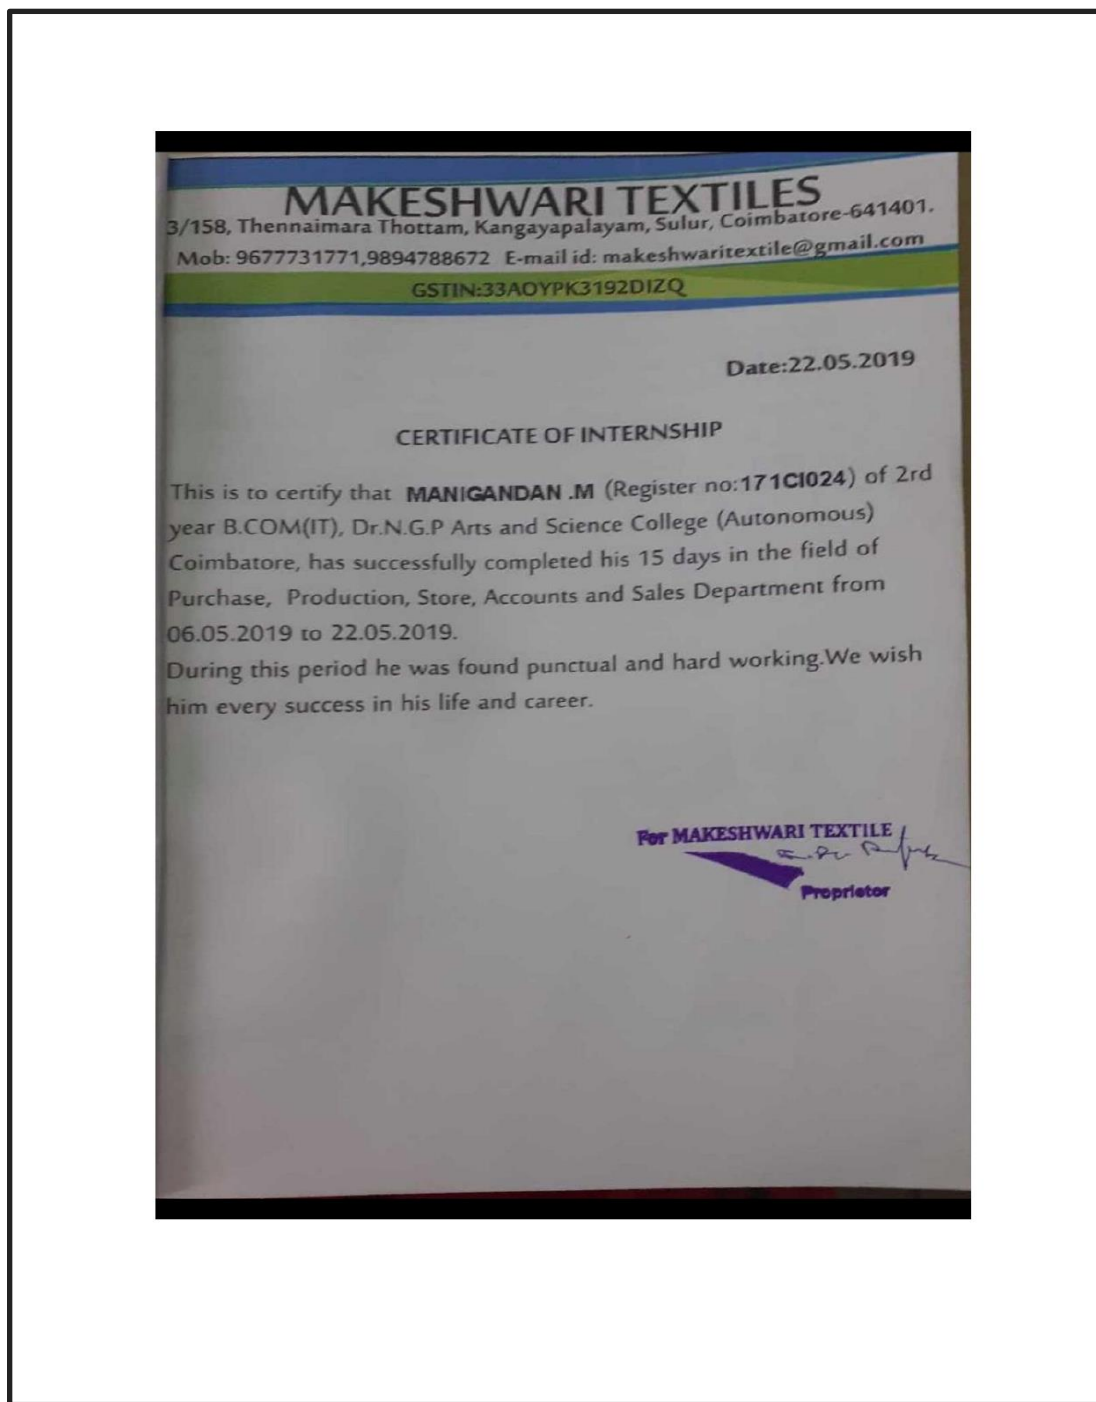 MAKESHWARI TEXTILES
3/158, Thennaimara Thottam, Kangayapalayam, Sulur, Coimbatore-641401.
Mob: 9677731771,9894788672 E-mail id: makeshwaritextile@gmail.com
GSTIN:33AOYPK3192DIZQ
Date:22.05.2019
CERTIFICATE OF INTERNSHIP
This is to certify that MANIGANDAN .M (Register no:171CI024) of 2rd
year B.COM(IT), Dr.N.G.P Arts and Science College (Autonomous)
Coimbatore, has successfully completed his 15 days in the field of
Purchase, Production, Store, Accounts and Sales Department from
06.05.2019 to 22.05.2019.
During this period he was found punctual and hard working.We wish
him every success in his life and career.
For MAKESHWARI TEXTILE
Proprietor